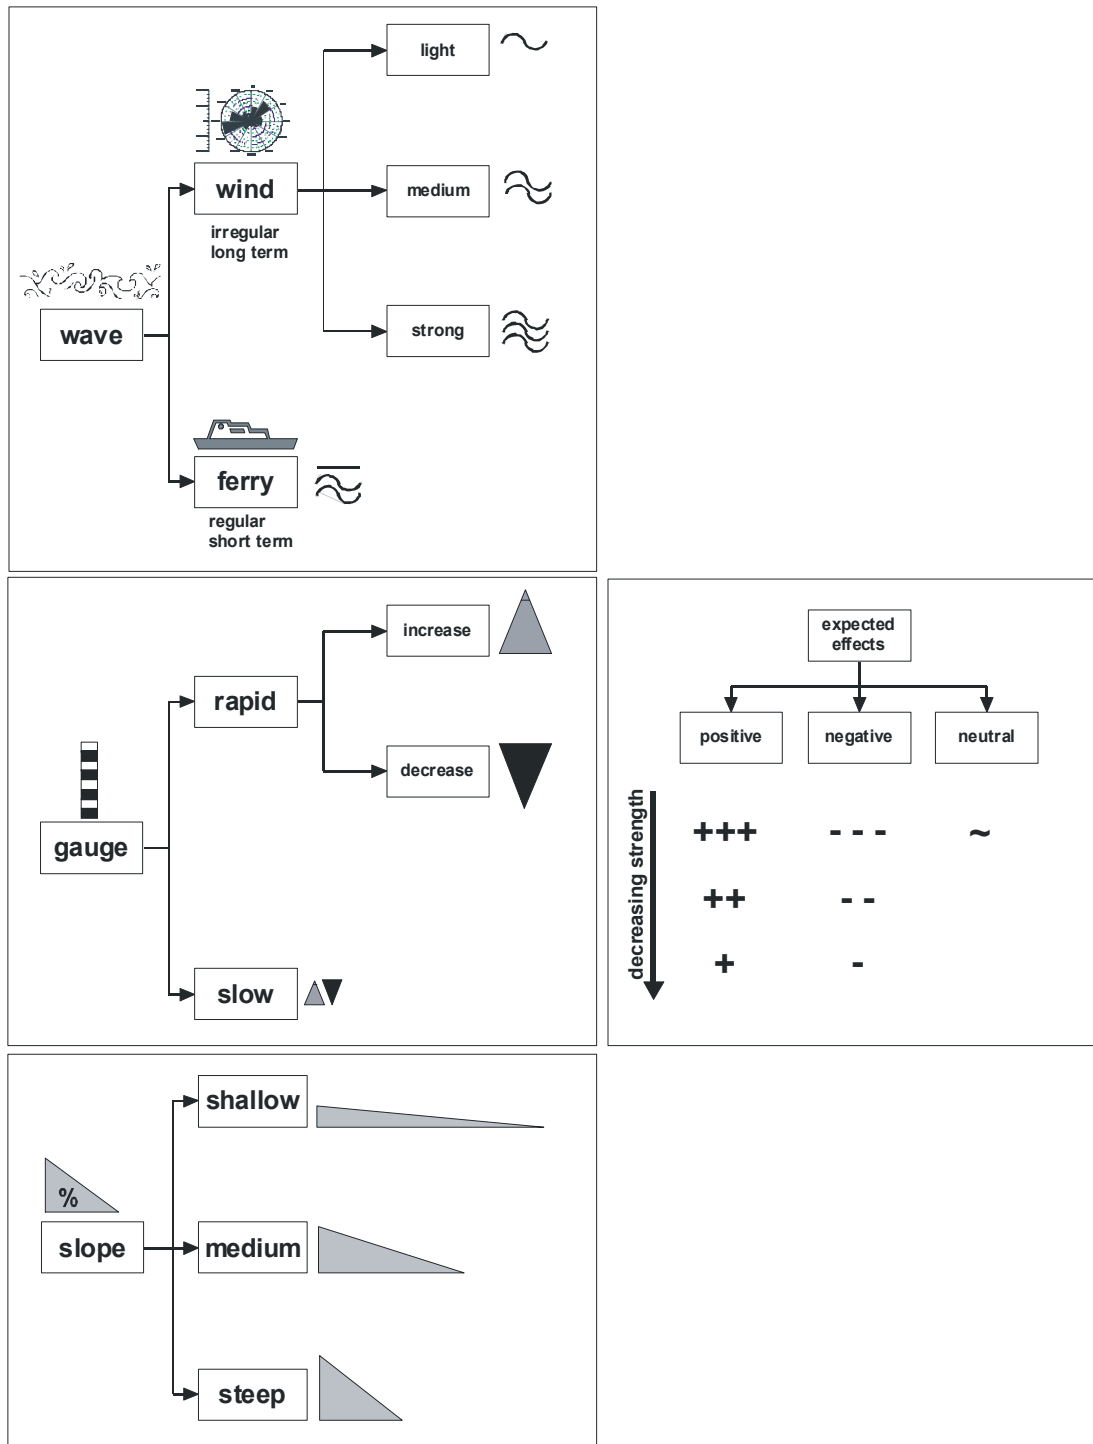 light
wind
medium
irregular
long term
wave
strong
ferry
regular
short term
increase
rapid
decrease
gauge
slow
expected
effects
positive
negative
neutral
decreasing strength
+++
- - -
~
++
- -
+
-
shallow
%
slope
medium
steep